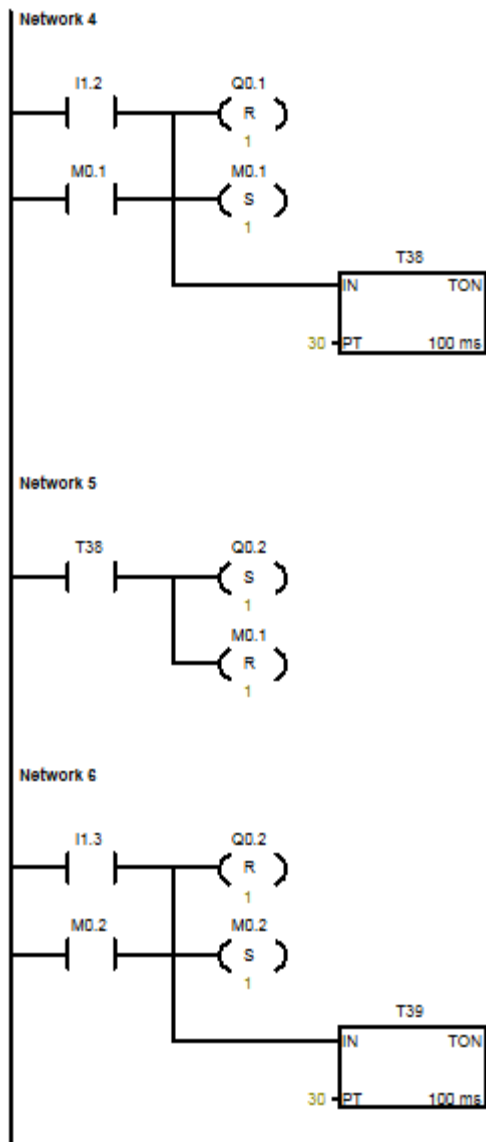 Network 4
I1.2 Q0.1
R
1
M0.1 M0.1
S
1
T38
IN TON
30 PT 100 ms
Network 5
T38 Q0.2
S
1
M0.1
R
1
Network 6
I1.3 Q0.2
R
1
M0.2 M0.2
S
1
T39
IN TON
30 PT 100 ms